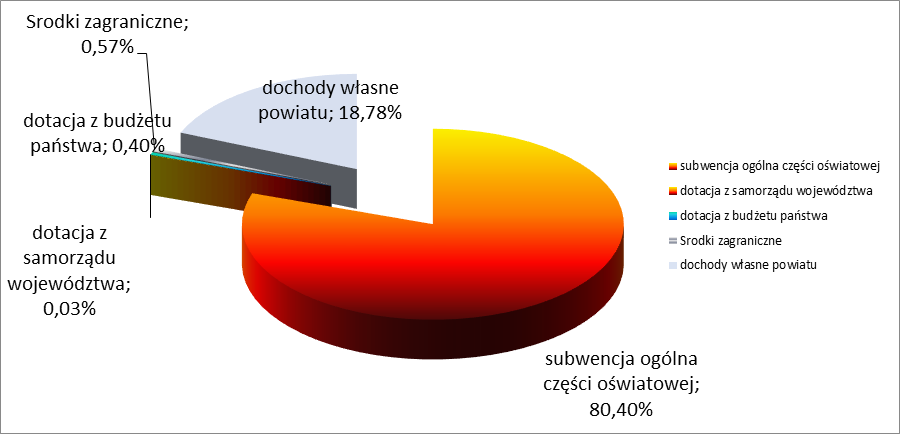 Srodki zagraniczne;
0,57%
dochody własne
powiatu; 18,78%
dotacja z budżetu
państwa; 0,40%
dotacja z
samorządu
województwa;
0,03%
subwencja ogólna
części oświatowej;
80,40%
subwencja ogólna części oświatowej
dotacja z samorządu województwa
dotacja z budżetu państwa
Srodki zagraniczne
dochody własne powiatu